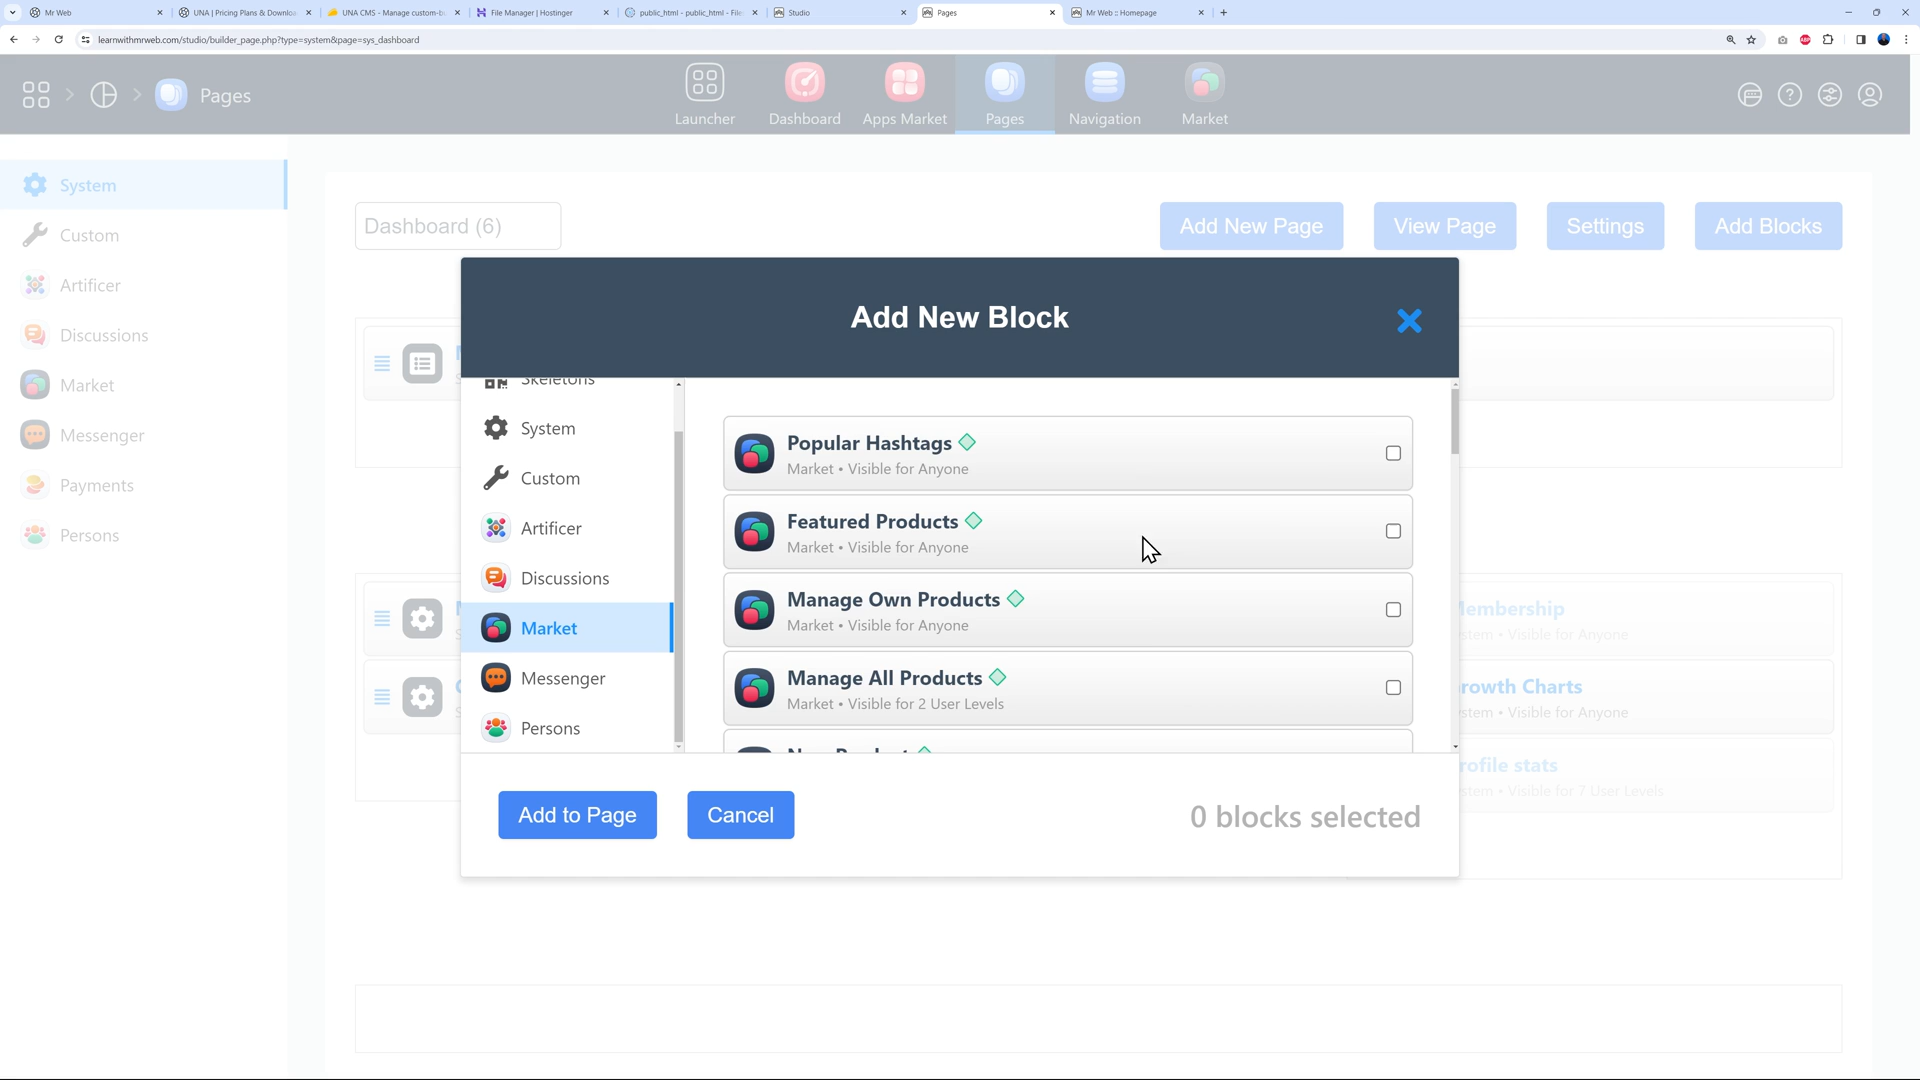 Mr Web
UNA | Pricing Plans & Downloa
UNA CMS - Manage custom-bu
File Manager | Hostinger
public_html - public_html - File
Studio
Pages
Mr Web :: Homepage
learnwithmrweb.com/studio/builder_page.php?type=system&page=sys_dashboard
Pages
Launcher
Dashboard
Apps Market
Pages
Navigation
Market
System
Custom
Artificer
Discussions
Market
Messenger
Payments
Persons
Dashboard (6)
Add New Page
View Page
Settings
Add Blocks
Add New Block
Skeletons
System
Custom
Artificer
Discussions
Market
Messenger
Persons
Popular Hashtags
Market • Visible for Anyone
Featured Products
Market • Visible for Anyone
Manage Own Products
Market • Visible for Anyone
Manage All Products
Market • Visible for 2 User Levels
Add to Page
Cancel
0 blocks selected
Membership
stem • Visible for Anyone
rowth Charts
stem • Visible for Anyone
rofile stats
stem • Visible for 7 User Levels